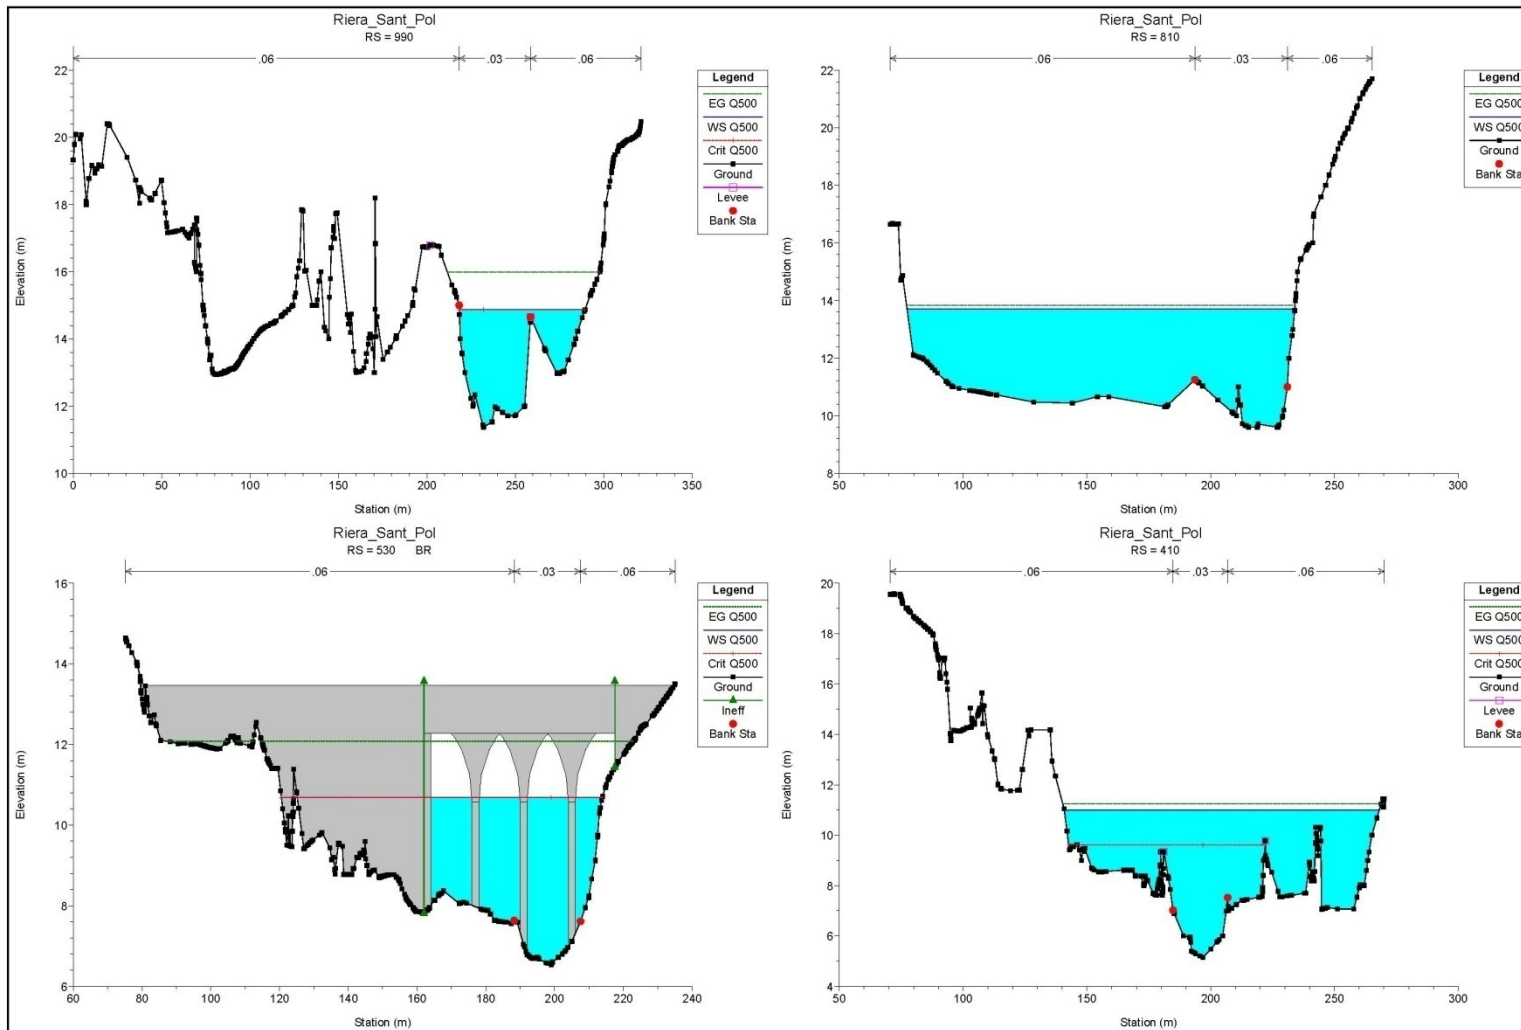 Riera_Sant_Pol
RS = 990
.06
.03
.06
22
20
18
16
14
12
10
Elevation (m)
0
50
100
150
200
250
300
350
Station (m)
Legend
EG Q500
WS Q500
Crit Q500
Ground
Levee
Bank Sta
Riera_Sant_Pol
RS = 810
.06
.03
.06
22
20
18
16
14
12
10
8
Elevation (m)
50
100
150
200
250
300
Station (m)
Legend
EG Q500
WS Q500
Ground
Bank Sta
Riera_Sant_Pol
RS = 530 BR
.06
.03
.06
16
14
12
10
8
6
Elevation (m)
60
80
100
120
140
160
180
200
220
240
Station (m)
Legend
EG Q500
WS Q500
Crit Q500
Ground
Ineff
Bank Sta
Riera_Sant_Pol
RS = 410
.06
.03
.06
20
18
16
14
12
10
8
6
4
Elevation (m)
50
100
150
200
250
300
Station (m)
Legend
EG Q500
WS Q500
Crit Q500
Ground
Levee
Bank Sta